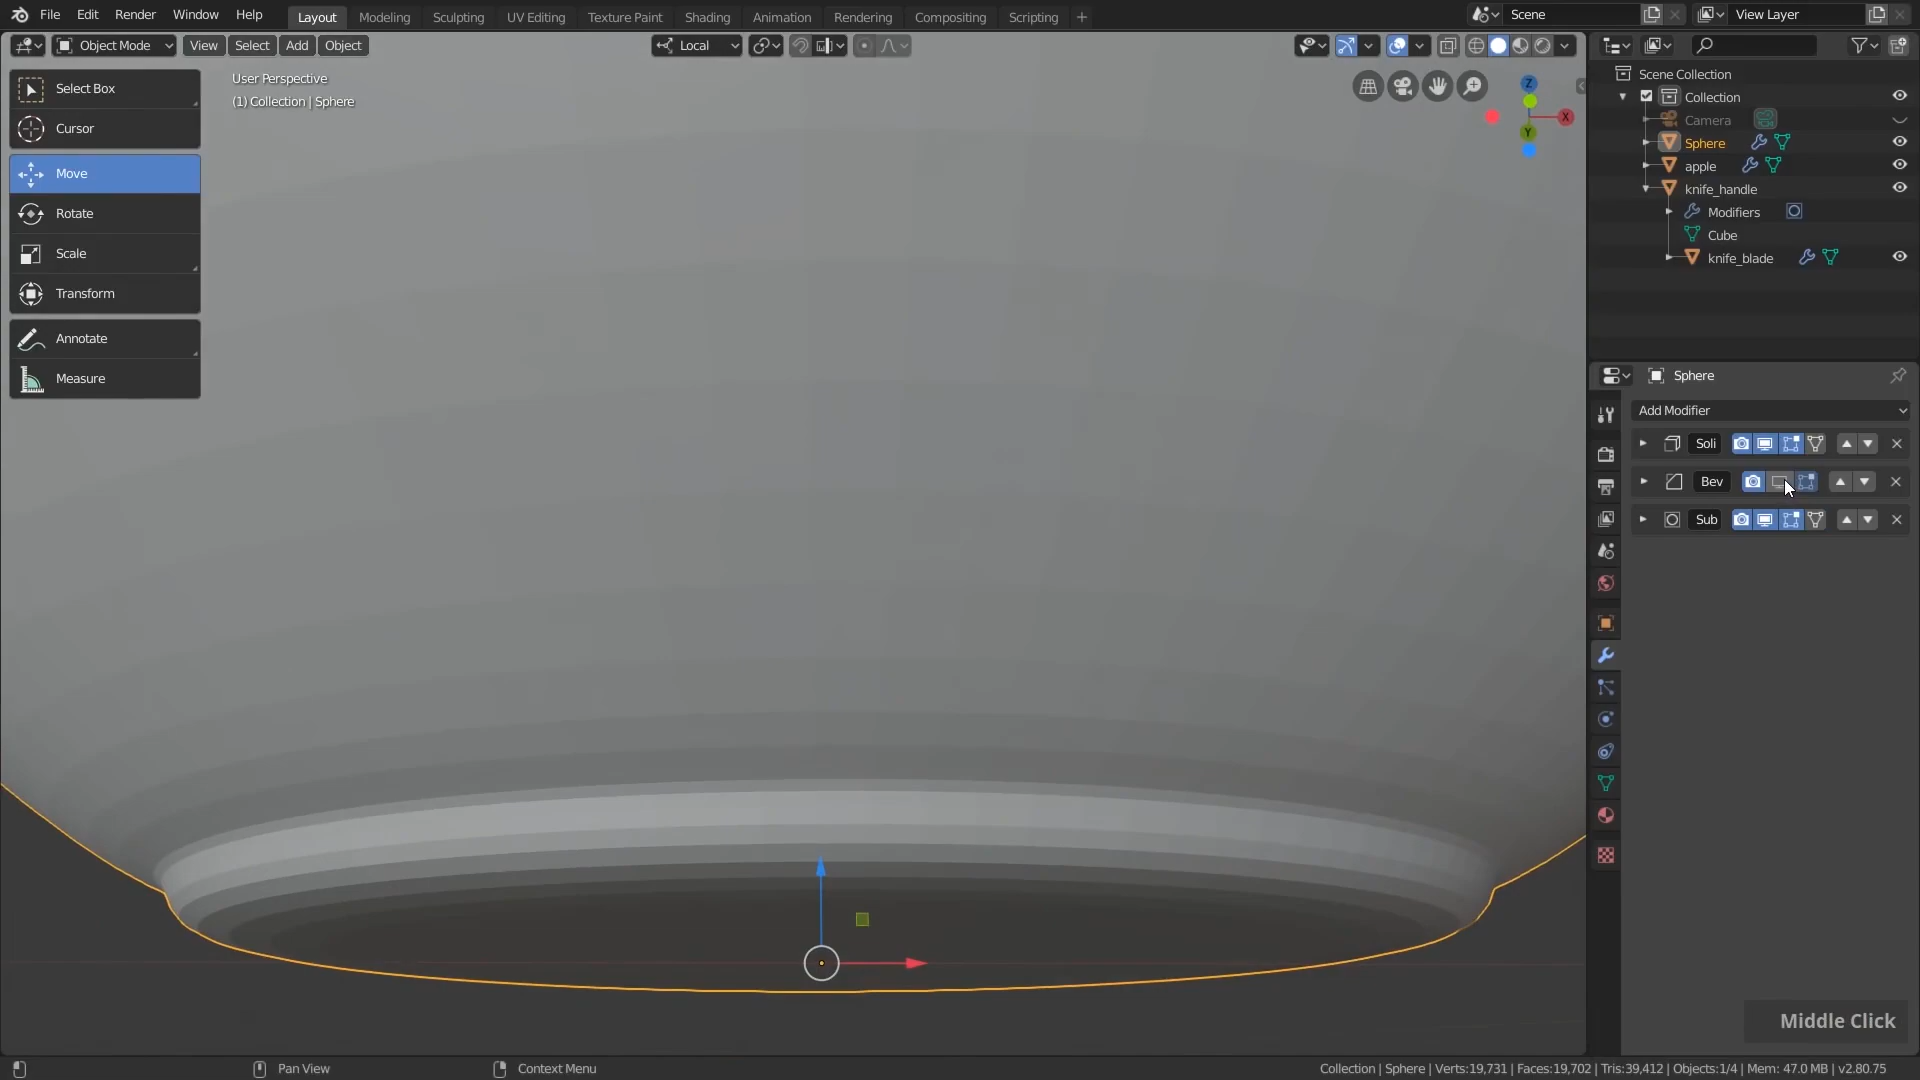 File Edit Render Window Help Layout Modeling Sculpting UV Editing Texture Paint Shading Animation Rendering Compositing Scripting + Scene View Layer
Object Mode View Select Add Object Local
Select Box
Cursor
Move
Rotate
Scale
Transform
Annotate
Measure
User Perspective
(1) Collection | Sphere
Z
X
Y
Scene Collection
Collection
Camera
Sphere
apple
knife_handle
Modifiers
Cube
knife_blade
Sphere
Add Modifier
Soli
Bev
Sub
Middle Click
Pan View Context Menu Collection | Sphere | Verts:19,731 | Faces:19,702 | Tris:39,412 | Objects:1/4 | Mem: 47.0 MB | v2.80.75